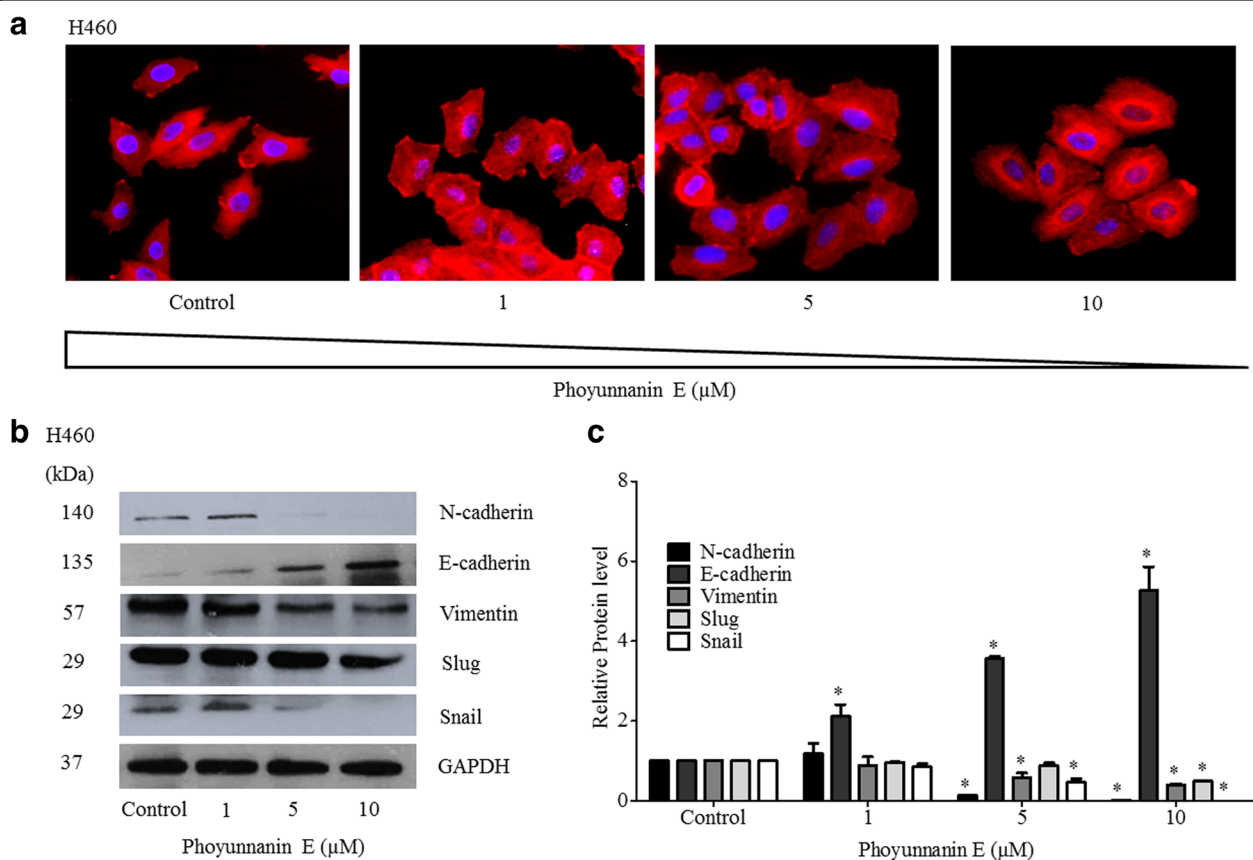 a
H460
Control 1 5 10
Phoyunnanin E (µM)
b
H460
(kDa)
140 N-cadherin
135 E-cadherin
57 Vimentin
29 Slug
29 Snail
37 GAPDH
Control 1 5 10
Phoyunnanin E (µM)
c
Relative Protein level
8
6
4
2
0
N-cadherin
E-cadherin
Vimentin
Slug
Snail
*
* * * *
* * * * *
Control 1 5 10
Phoyunnanin E (µM)